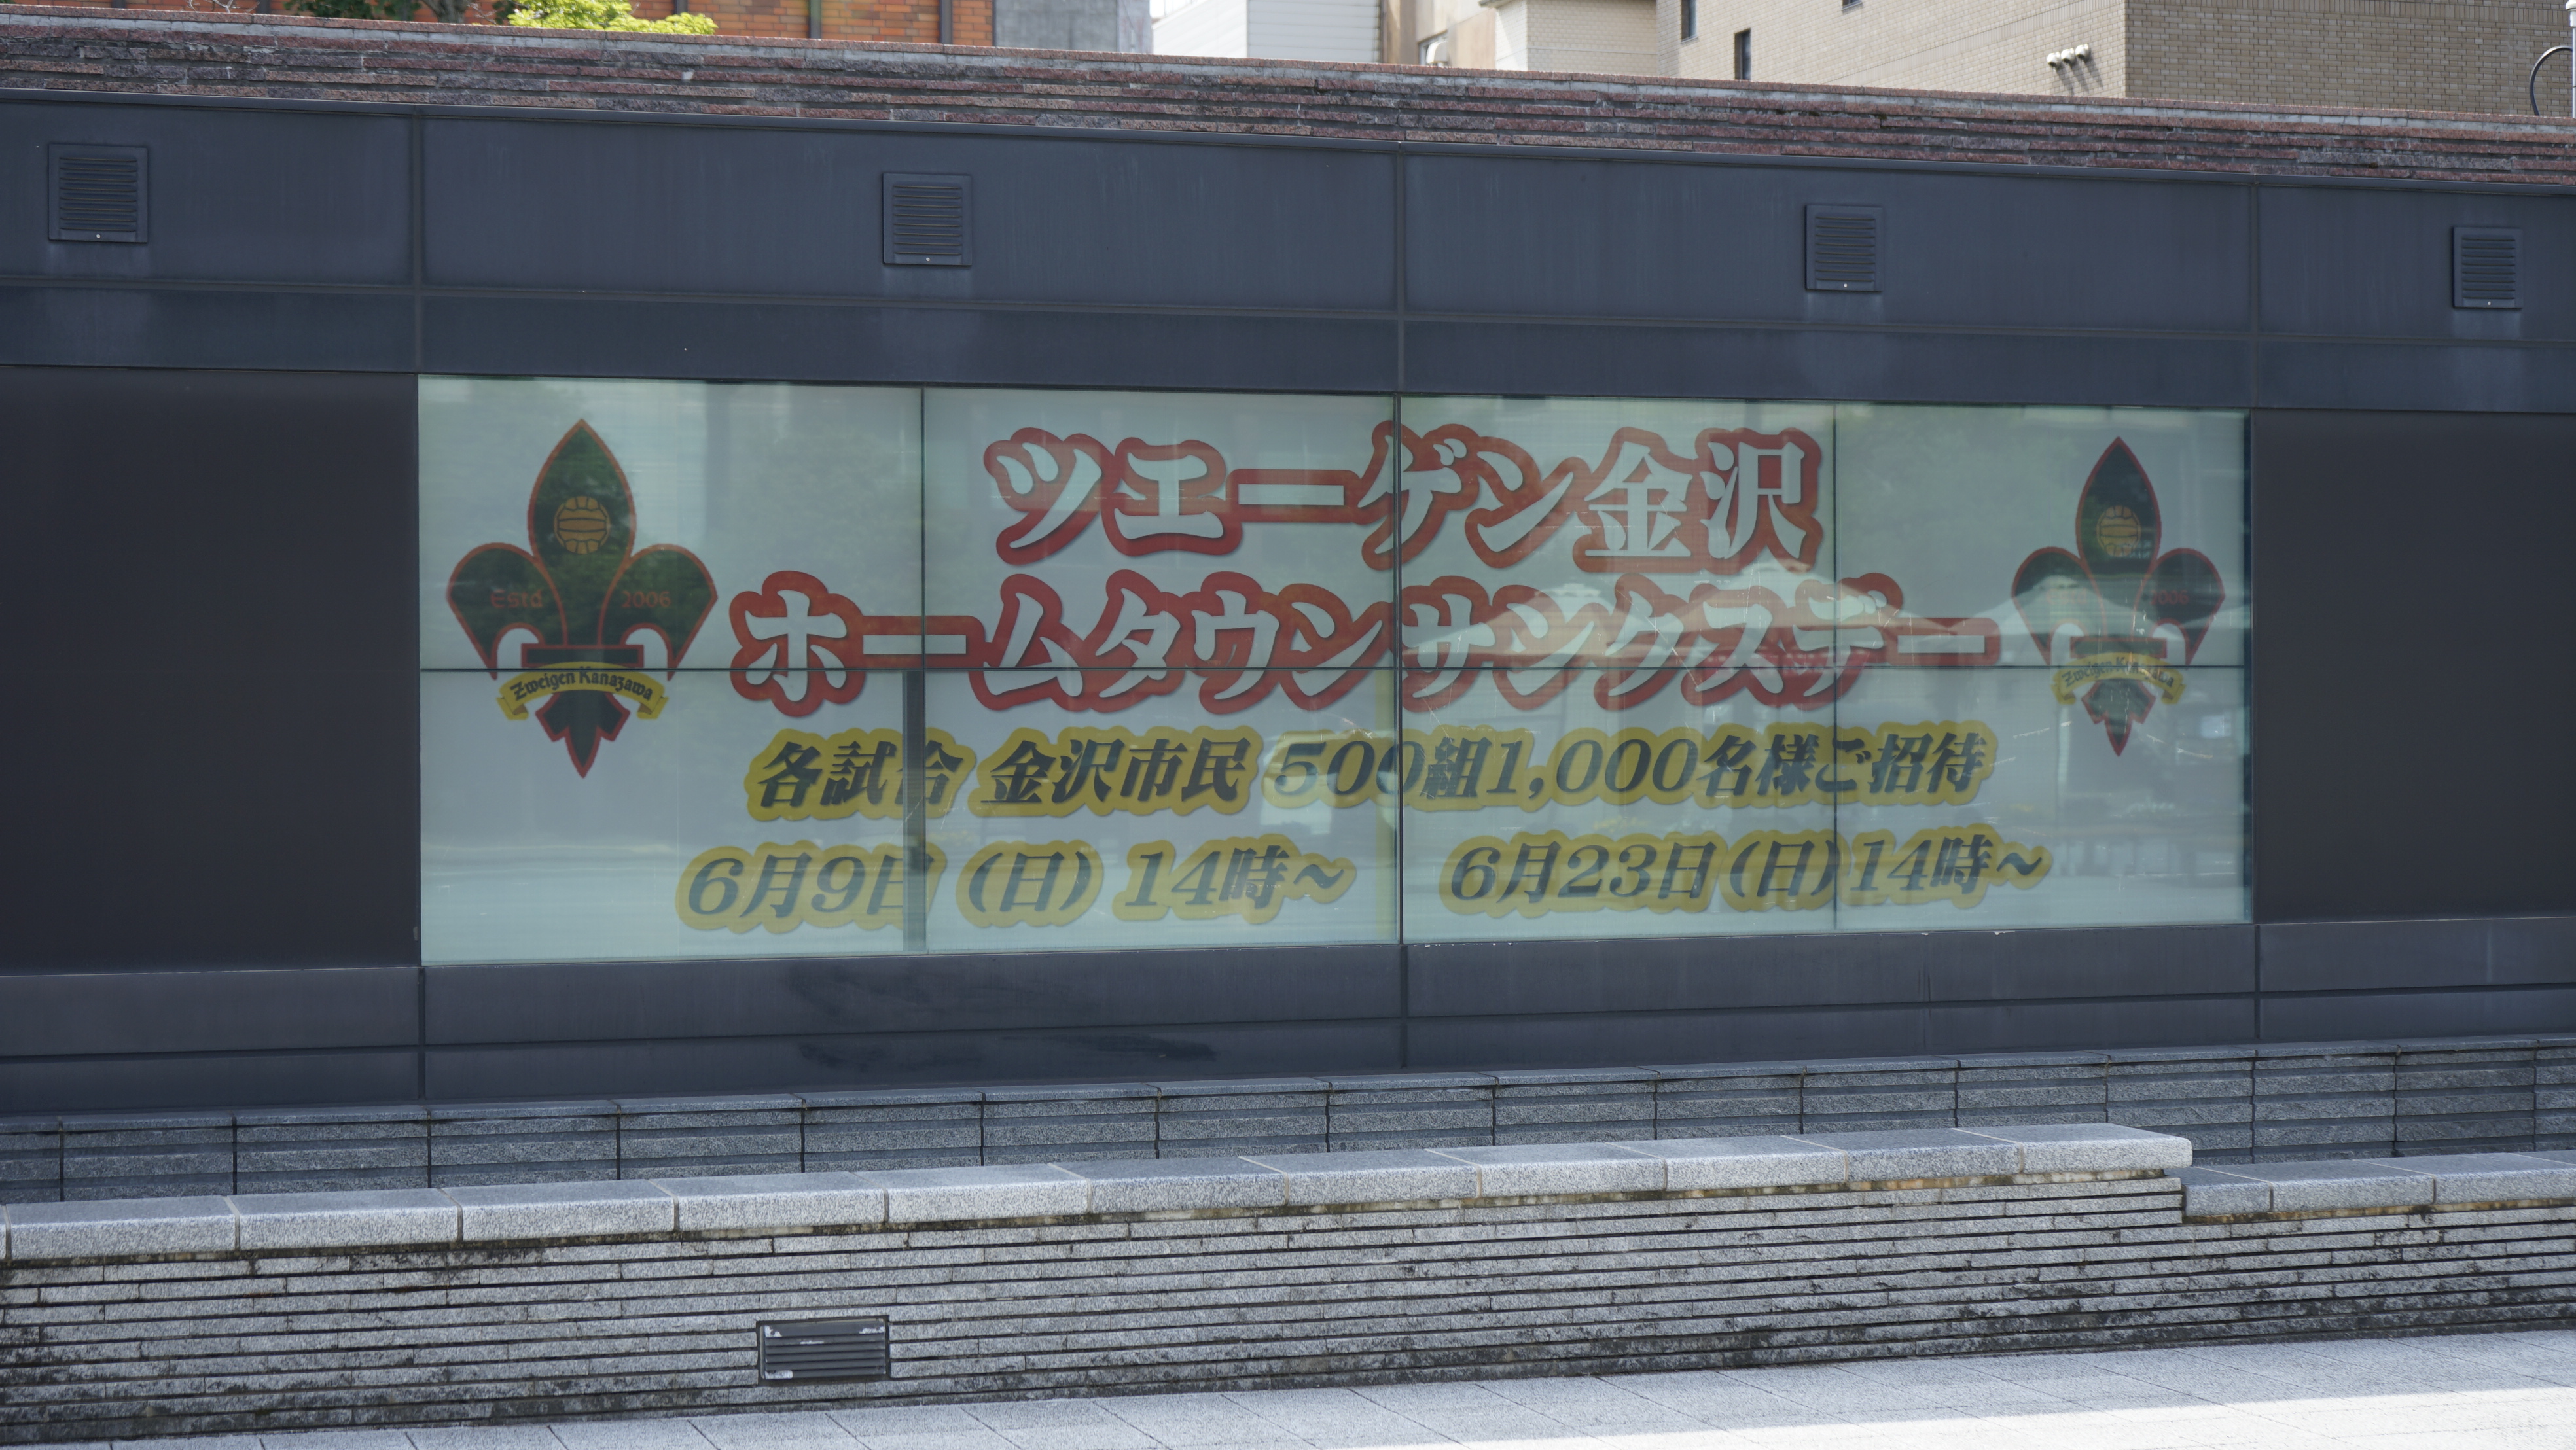 ツエーゲン金沢
ホームタウンサンクスデー
各試合 金沢市民 500組1,000名様ご招待
6月9日(日) 14時～ 6月23日(日)14時～
Estd 2006
Zweigen Kanazawa
2006
Zweigen Kanazawa